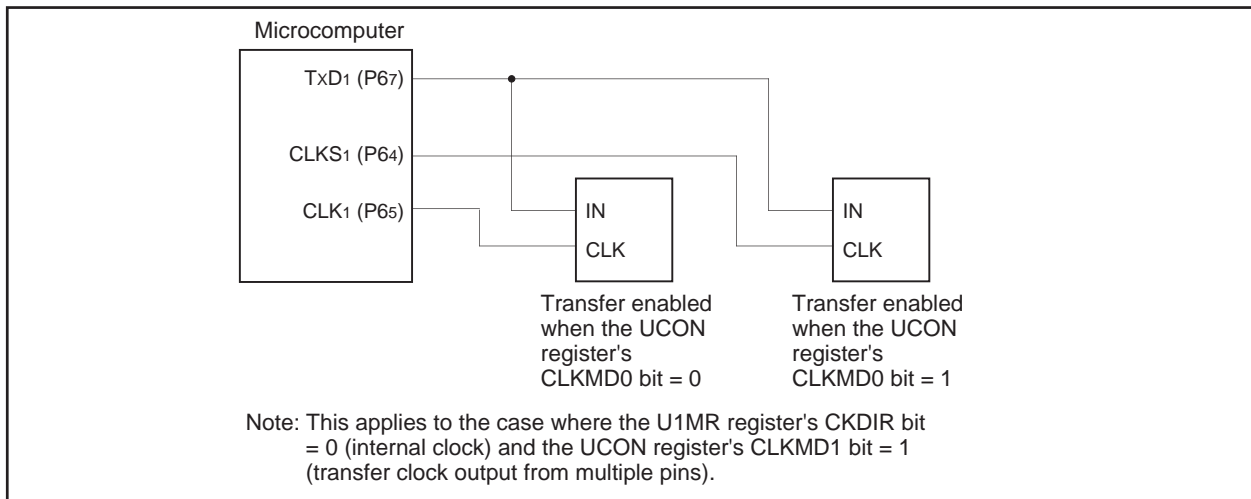 Microcomputer
TXD1 (P67)
CLKS1 (P64)
CLK1 (P65)
IN
CLK
IN
CLK
Transfer enabled
when the UCON
register's
CLKMD0 bit = 0
Transfer enabled
when the UCON
register's
CLKMD0 bit = 1
Note: This applies to the case where the U1MR register's CKDIR bit
= 0 (internal clock) and the UCON register's CLKMD1 bit = 1
(transfer clock output from multiple pins).